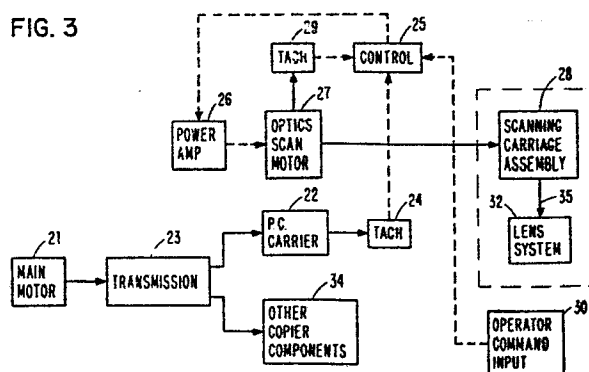 FIG. 3
29
TACH
25
CONTROL
26
POWER
AMP
27
OPTICS
SCAN
MOTOR
28
SCANNING
CARRIAGE
ASSEMBLY
35
32
LENS
SYSTEM
22
P.C.
CARRIER
24
TACH
21
MAIN
MOTOR
23
TRANSMISSION
34
OTHER
COPIER
COMPONENTS
30
OPERATOR
COMMAND
INPUT